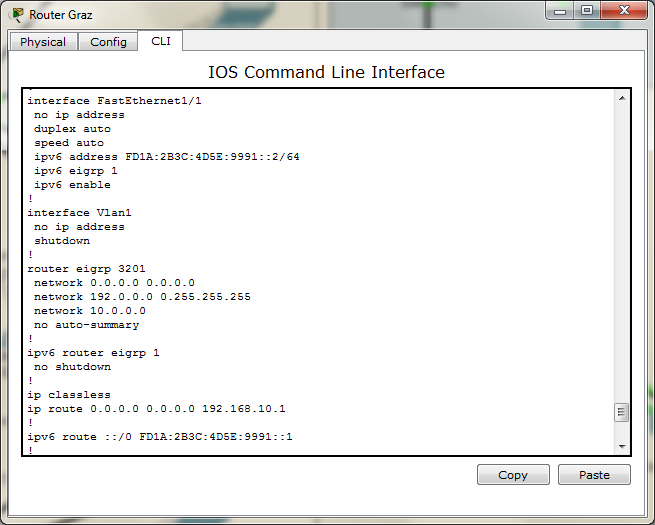 Router Graz
Physical Config CLI
IOS Command Line Interface
!
interface FastEthernet1/1
 no ip address
 duplex auto
 speed auto
 ipv6 address FD1A:2B3C:4D5E:9991::2/64
 ipv6 eigrp 1
 ipv6 enable
!
interface Vlan1
 no ip address
 shutdown
!
router eigrp 3201
 network 0.0.0.0 0.0.0.0
 network 192.0.0.0 0.255.255.255
 network 10.0.0.0
 no auto-summary
!
ipv6 router eigrp 1
 no shutdown
!
ip classless
ip route 0.0.0.0 0.0.0.0 192.168.10.1
!
ipv6 route ::/0 FD1A:2B3C:4D5E:9991::1
!
Copy Paste